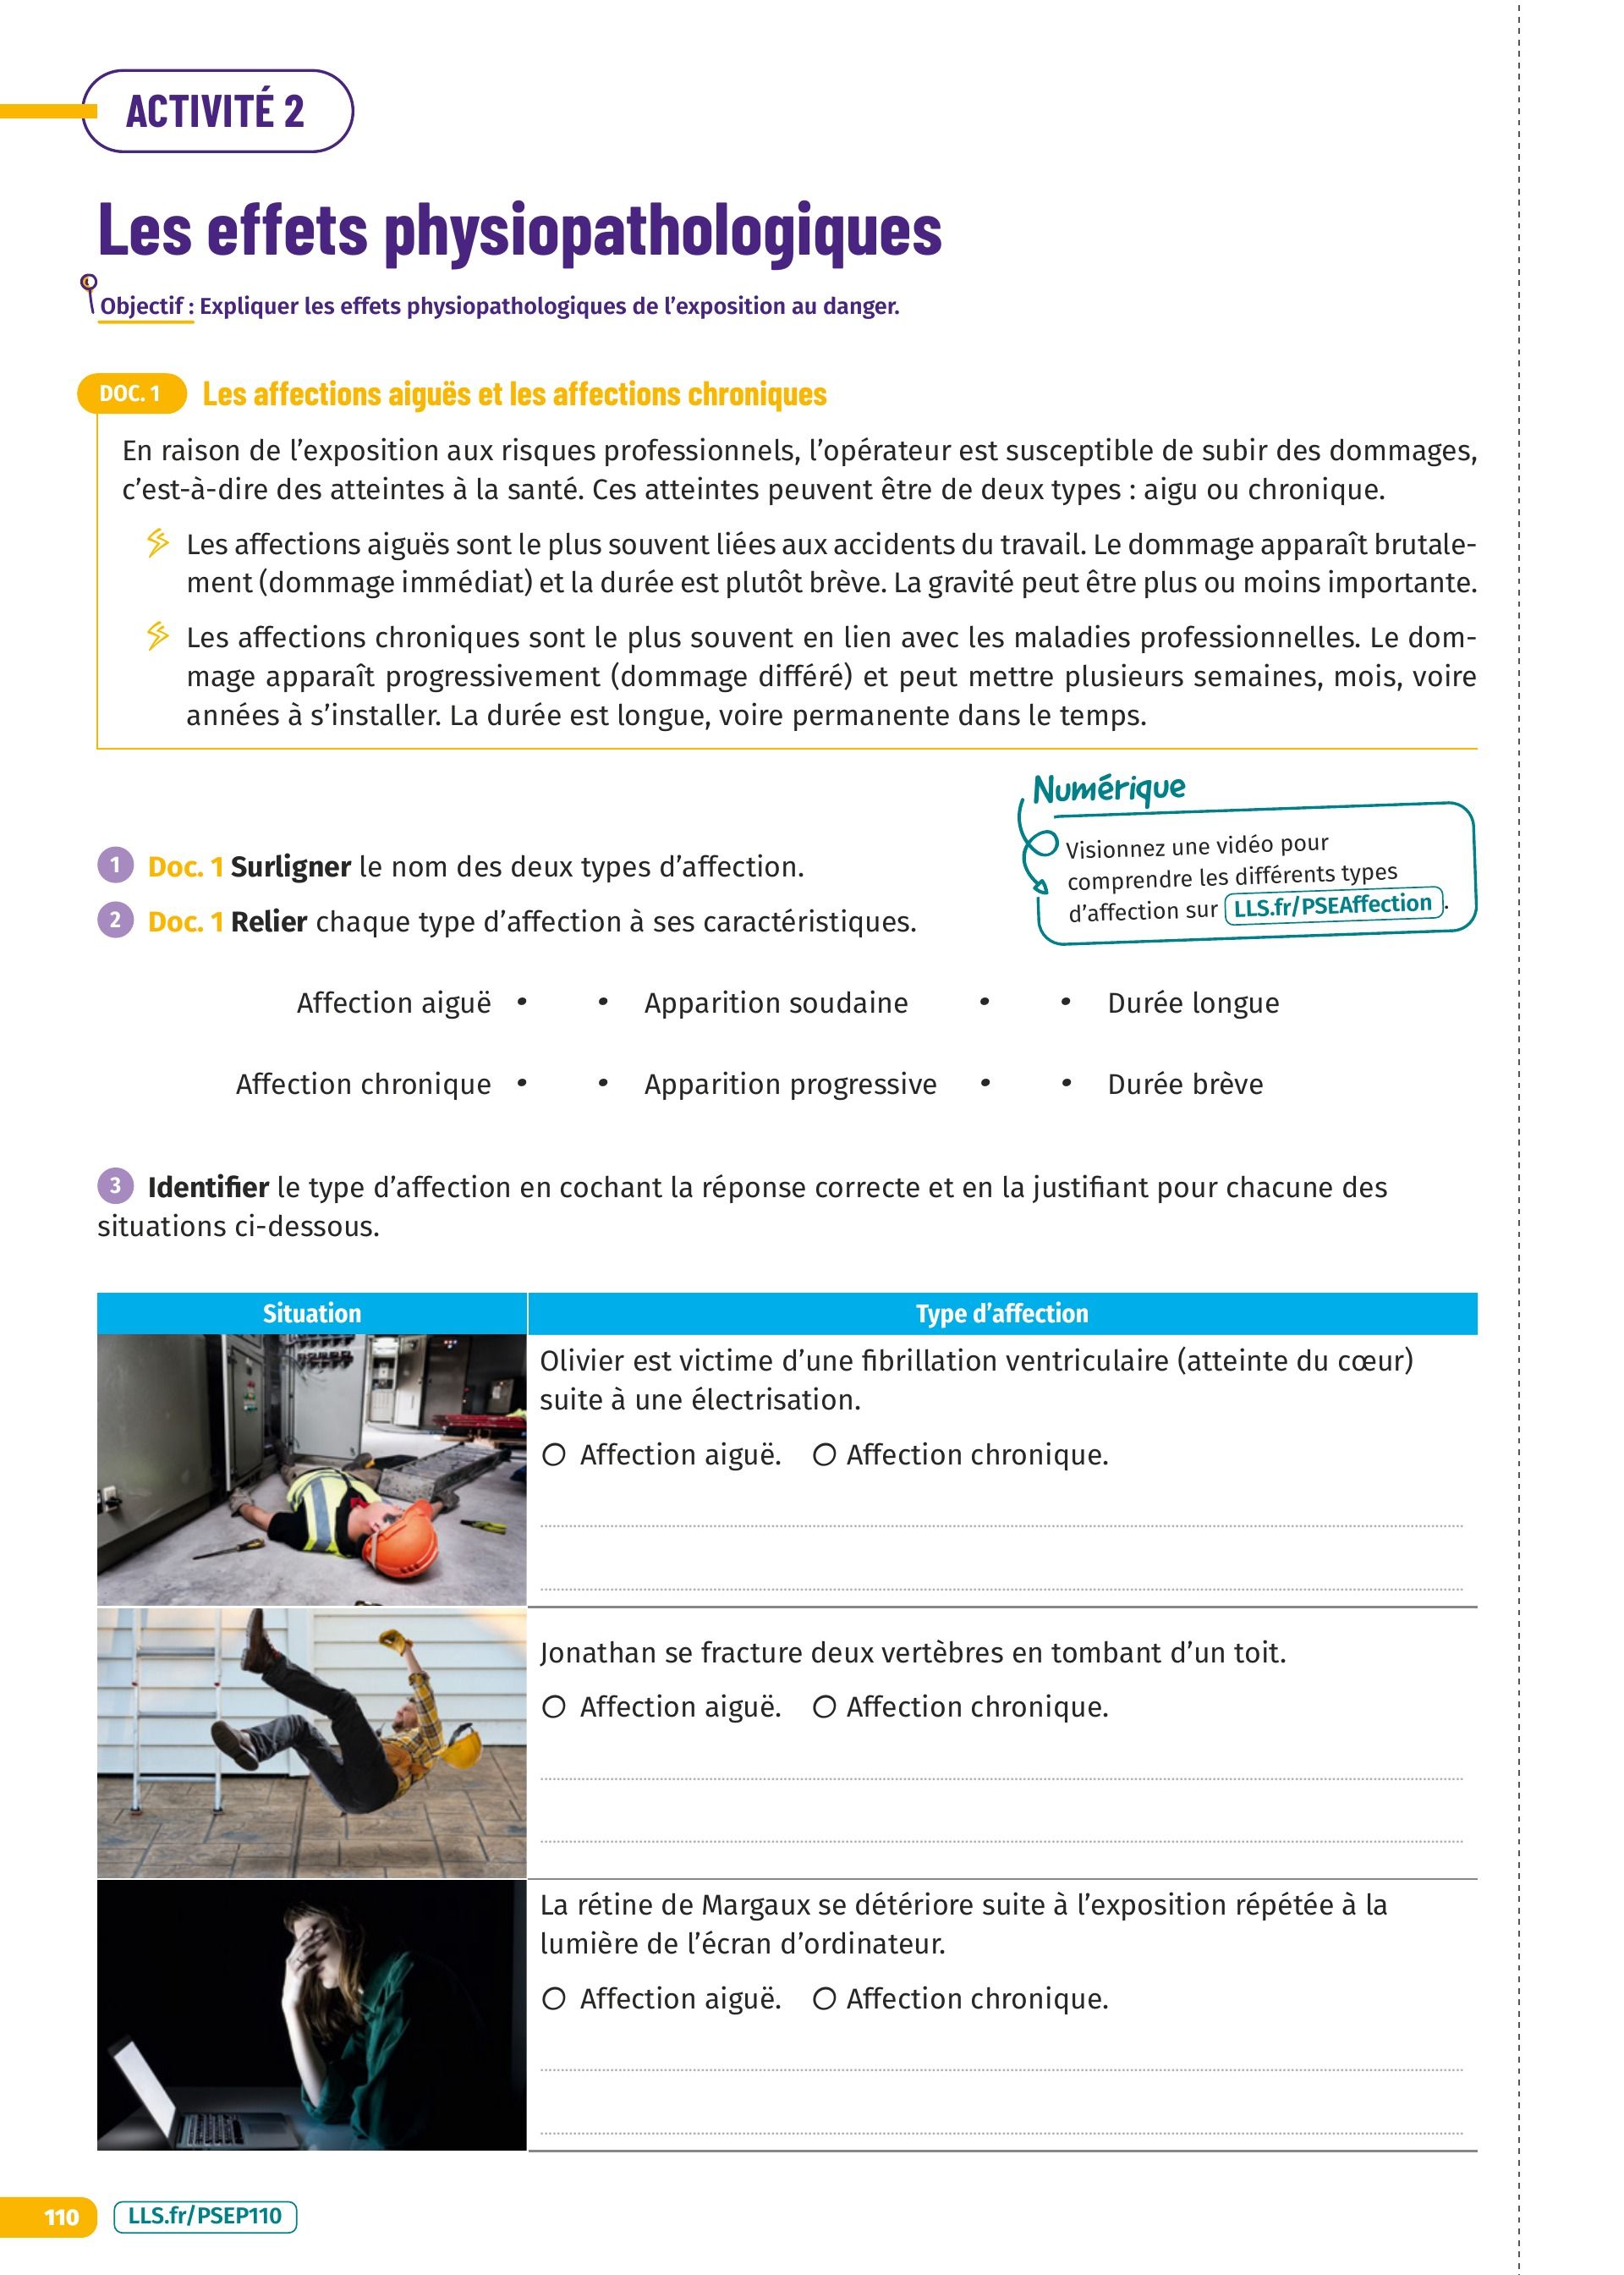 ACTIVITÉ 2
Les effets physiopathologiques
Objectif : Expliquer les effets physiopathologiques de l’exposition au danger.
DOC. 1 Les affections aiguës et les affections chroniques
En raison de l’exposition aux risques professionnels, l’opérateur est susceptible de subir des dommages,
c’est-à-dire des atteintes à la santé. Ces atteintes peuvent être de deux types : aigu ou chronique.
Les affections aiguës sont le plus souvent liées aux accidents du travail. Le dommage apparaît brutale-
ment (dommage immédiat) et la durée est plutôt brève. La gravité peut être plus ou moins importante.
Les affections chroniques sont le plus souvent en lien avec les maladies professionnelles. Le dom-
mage apparaît progressivement (dommage différé) et peut mettre plusieurs semaines, mois, voire
années à s’installer. La durée est longue, voire permanente dans le temps.
Numérique
Visionnez une vidéo pour
comprendre les différents types
d’affection sur LLS.fr/PSEAffection.
1 Doc. 1 Surligner le nom des deux types d’affection.
2 Doc. 1 Relier chaque type d’affection à ses caractéristiques.
Affection aiguë • • Apparition soudaine • • Durée longue
Affection chronique • • Apparition progressive • • Durée brève
3 Identifier le type d’affection en cochant la réponse correcte et en la justifiant pour chacune des
situations ci-dessous.
Situation Type d’affection
Olivier est victime d’une fibrillation ventriculaire (atteinte du cœur)
suite à une électrisation.
Affection aiguë. Affection chronique.
Jonathan se fracture deux vertèbres en tombant d’un toit.
Affection aiguë. Affection chronique.
La rétine de Margaux se détériore suite à l’exposition répétée à la
lumière de l’écran d’ordinateur.
Affection aiguë. Affection chronique.
110 LLS.fr/PSEP110